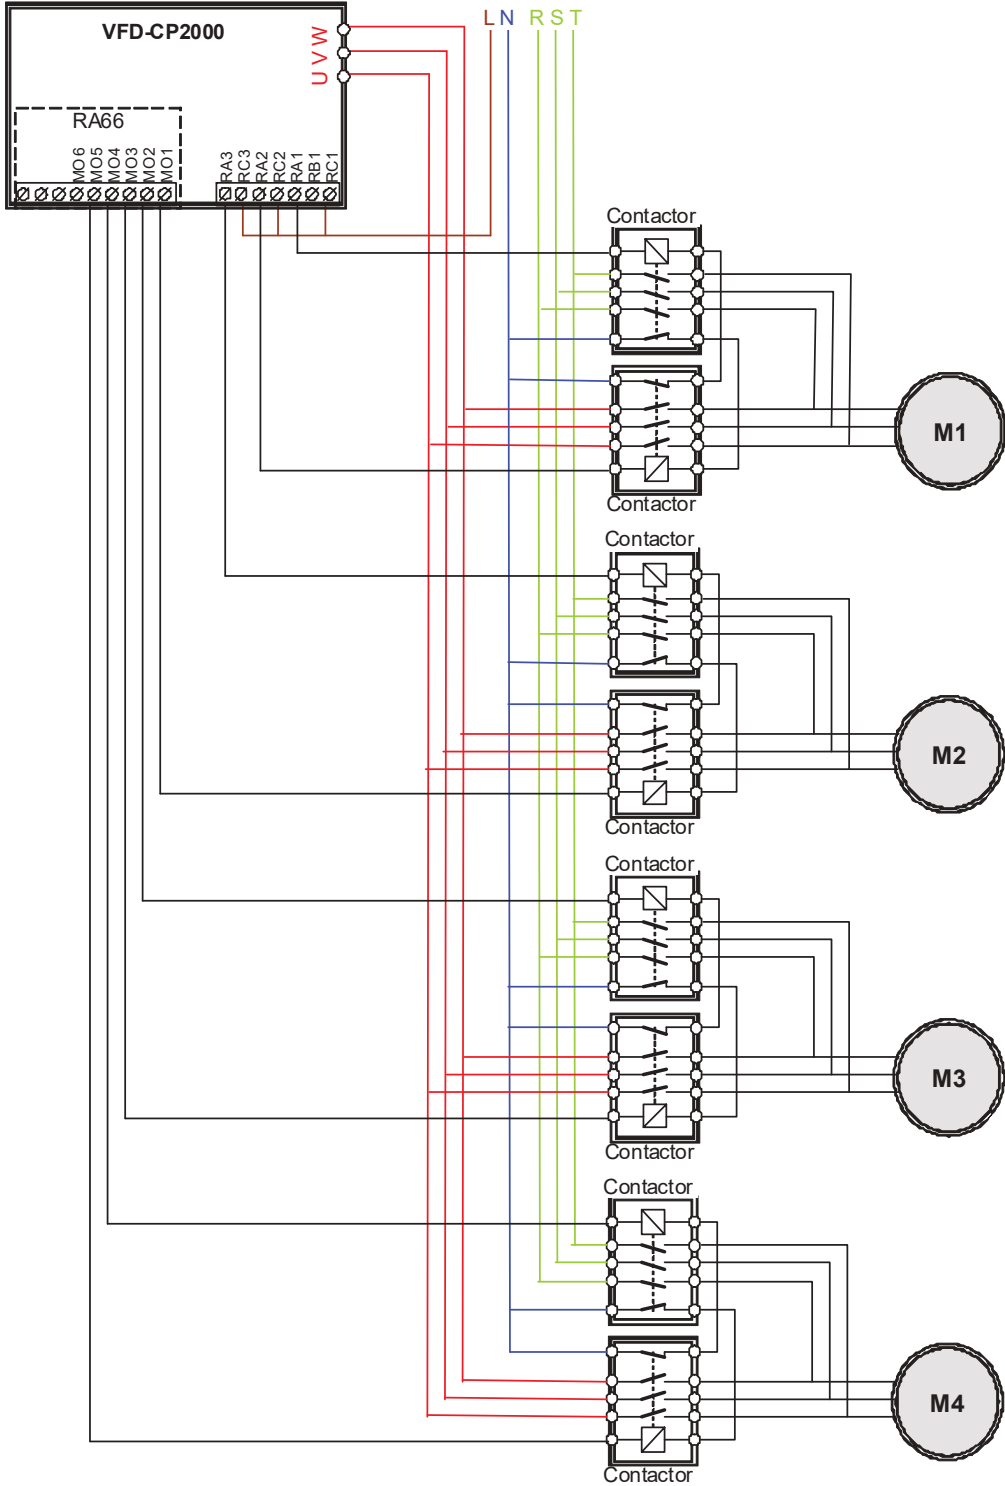 VFD-CP2000
U V W
L N R S T
RA66
MO6
MO5
MO4
MO3
MO2
MO1
RA3
RC3
RA2
RC2
RA1
RB1
RC1
Contactor
M1
Contactor
Contactor
M2
Contactor
Contactor
M3
Contactor
Contactor
M4
Contactor